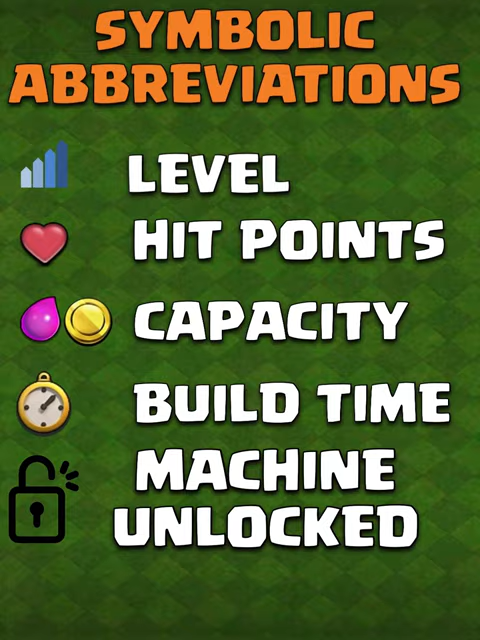 SYMBOLIC
ABBREVIATIONS
LEVEL
HIT POINTS
CAPACITY
BUILD TIME
MACHINE
UNLOCKED